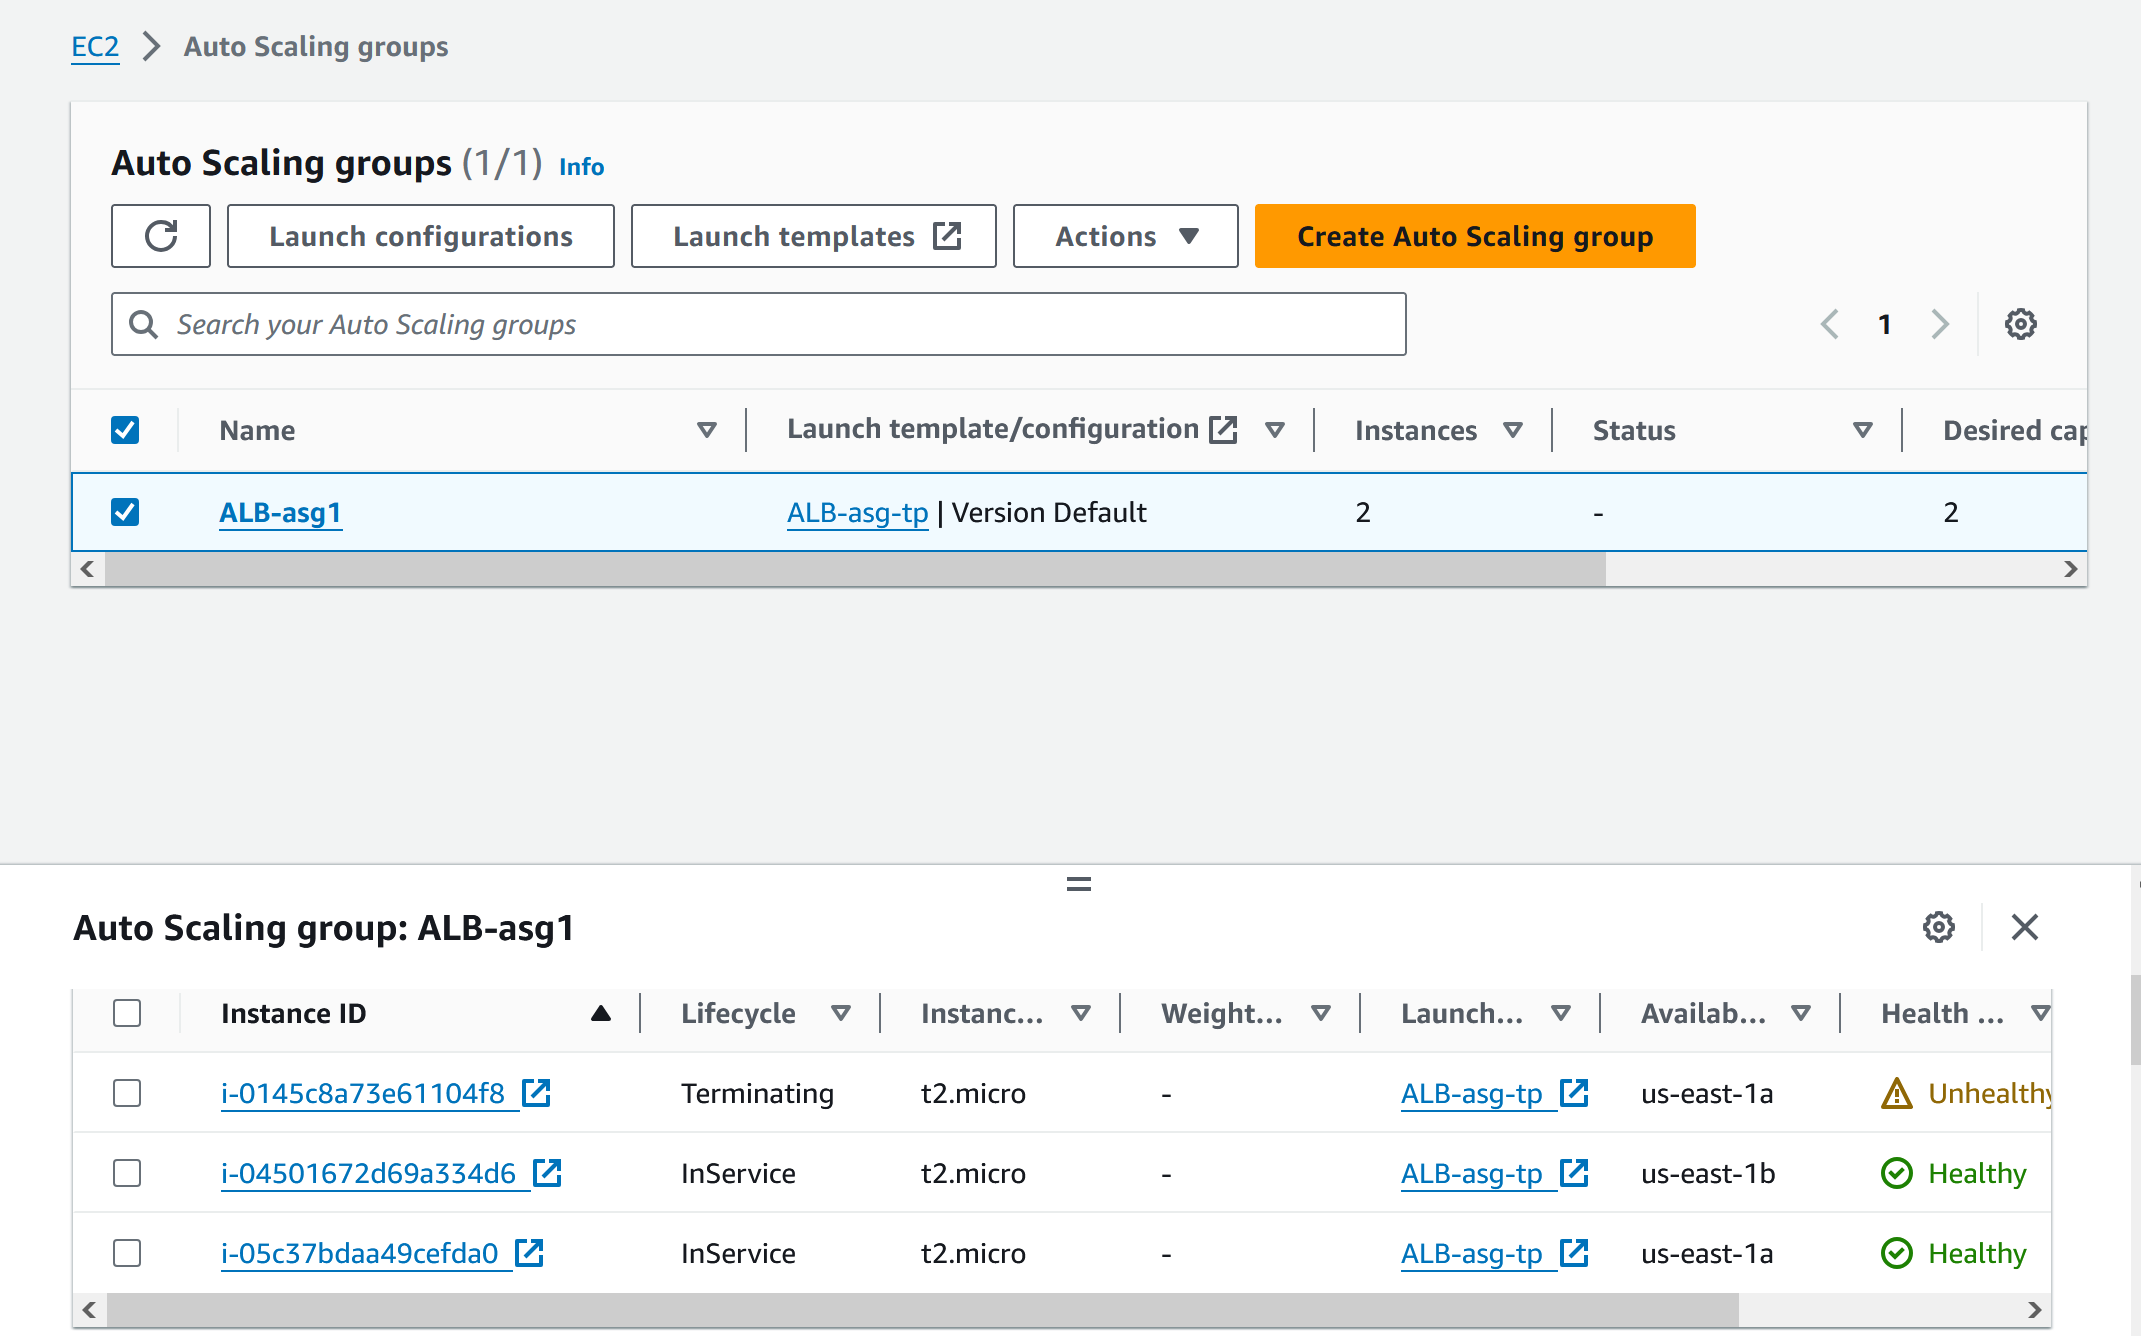 EC2 > Auto Scaling groups
Auto Scaling groups (1/1) Info
Launch configurations Launch templates Actions Create Auto Scaling group
Search your Auto Scaling groups 1
Name Launch template/configuration Instances Status Desired cap
ALB-asg1 ALB-asg-tp | Version Default 2 - 2
Auto Scaling group: ALB-asg1
Instance ID Lifecycle Instanc... Weight... Launch... Availab... Health ...
i-0145c8a73e61104f8 Terminating t2.micro - ALB-asg-tp us-east-1a Unhealthy
i-04501672d69a334d6 InService t2.micro - ALB-asg-tp us-east-1b Healthy
i-05c37bdaa49cefda0 InService t2.micro - ALB-asg-tp us-east-1a Healthy